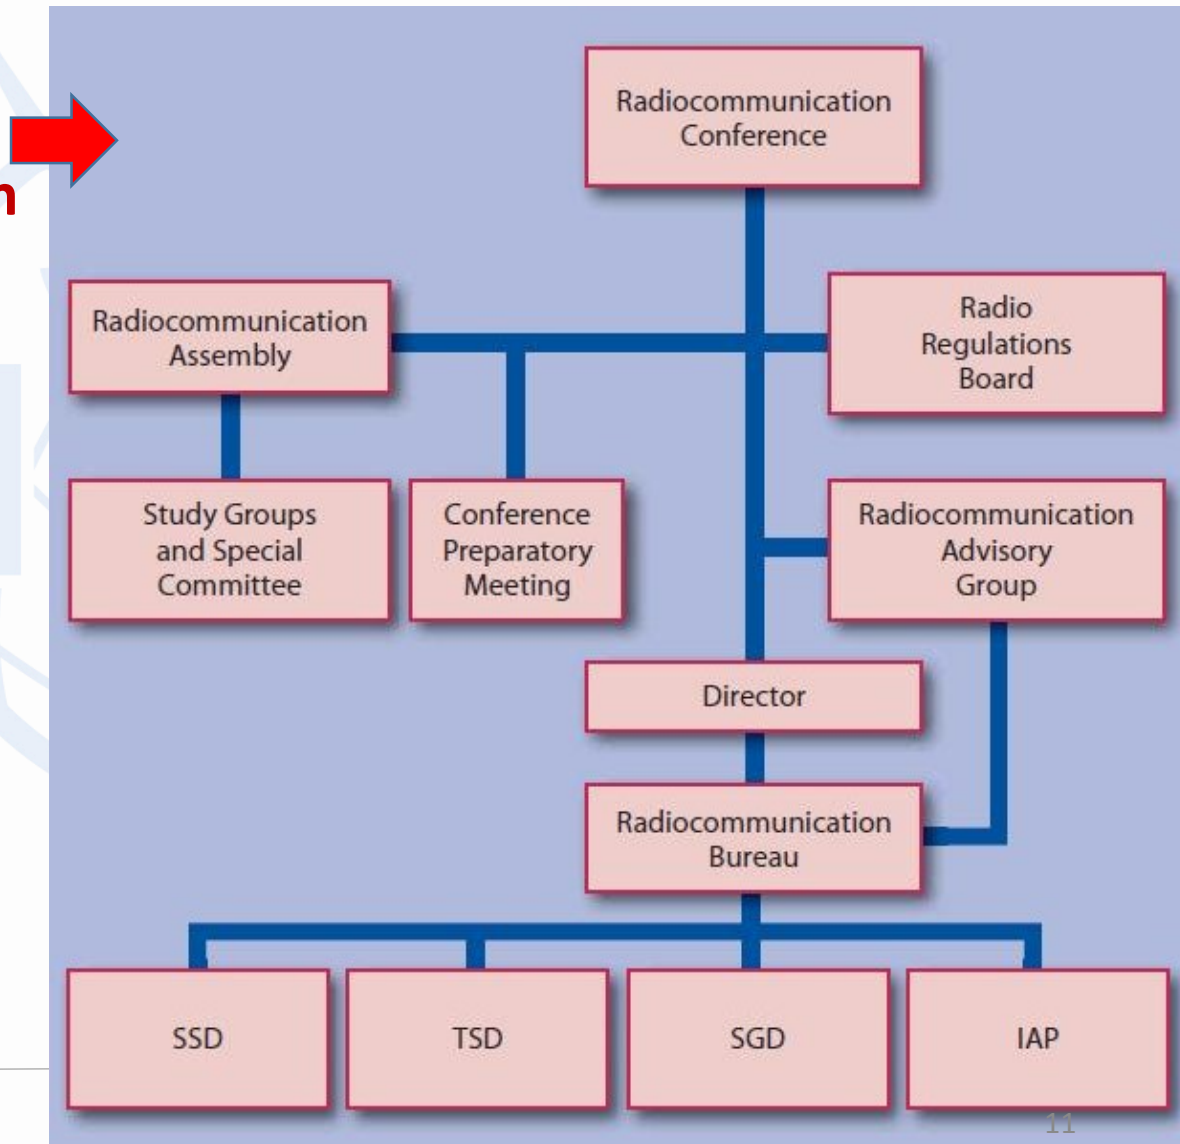 n
Radiocommunication
Conference
Radiocommunication
Assembly
Radio
Regulations
Board
Study Groups
and Special
Committee
Conference
Preparatory
Meeting
Radiocommunication
Advisory
Group
Director
Radiocommunication
Bureau
SSD
TSD
SGD
IAP
11